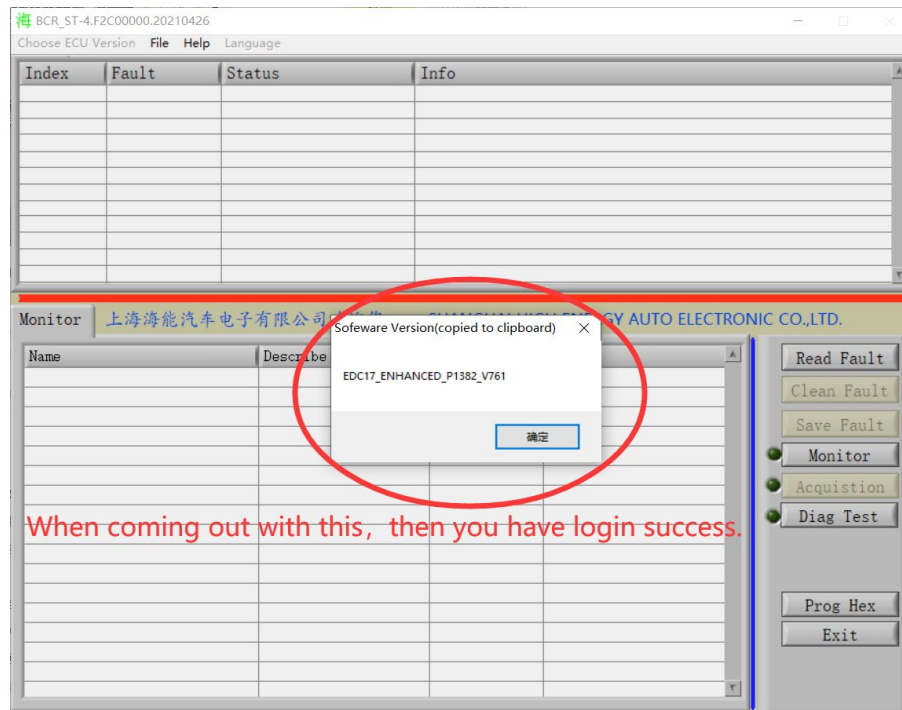 海 BCR_ST-4.F2C00000.20210426
Choose ECU Version File Help Language
Index Fault Status Info
Monitor 上海海能汽车电子有限公司 GY AUTO ELECTRONIC CO.,LTD.
Sofeware Version(copied to clipboard)
Name Describe
EDC17_ENHANCED_P1382_V761
确定
Read Fault
Clean Fault
Save Fault
Monitor
Acquistion
Diag Test
When coming out with this, then you have login success.
Prog Hex
Exit